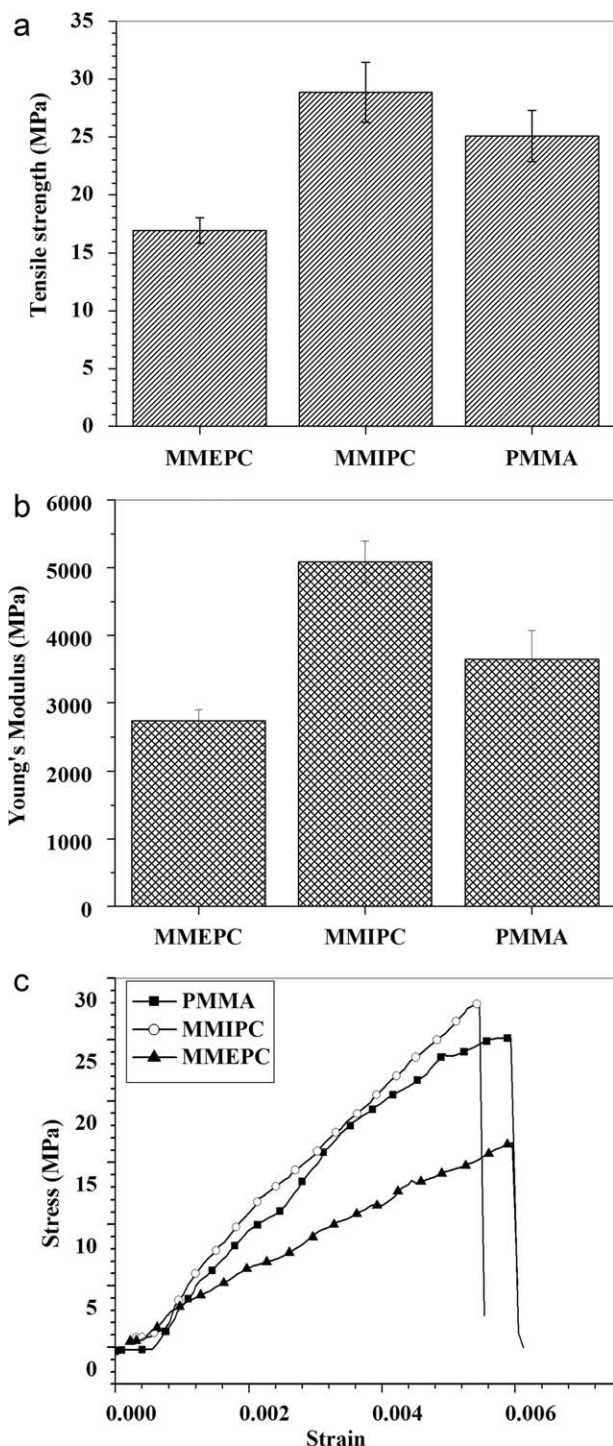 a
35
30
25
20
15
10
5
0
Tensile strength (MPa)
MMEPC MMIPC PMMA
b
6000
5000
4000
3000
2000
1000
0
Young's Modulus (MPa)
MMEPC MMIPC PMMA
c
PMMA
MMIPC
MMEPC
30
25
20
15
10
5
0
Stress (MPa)
0.000 0.002 0.004 0.006
Strain